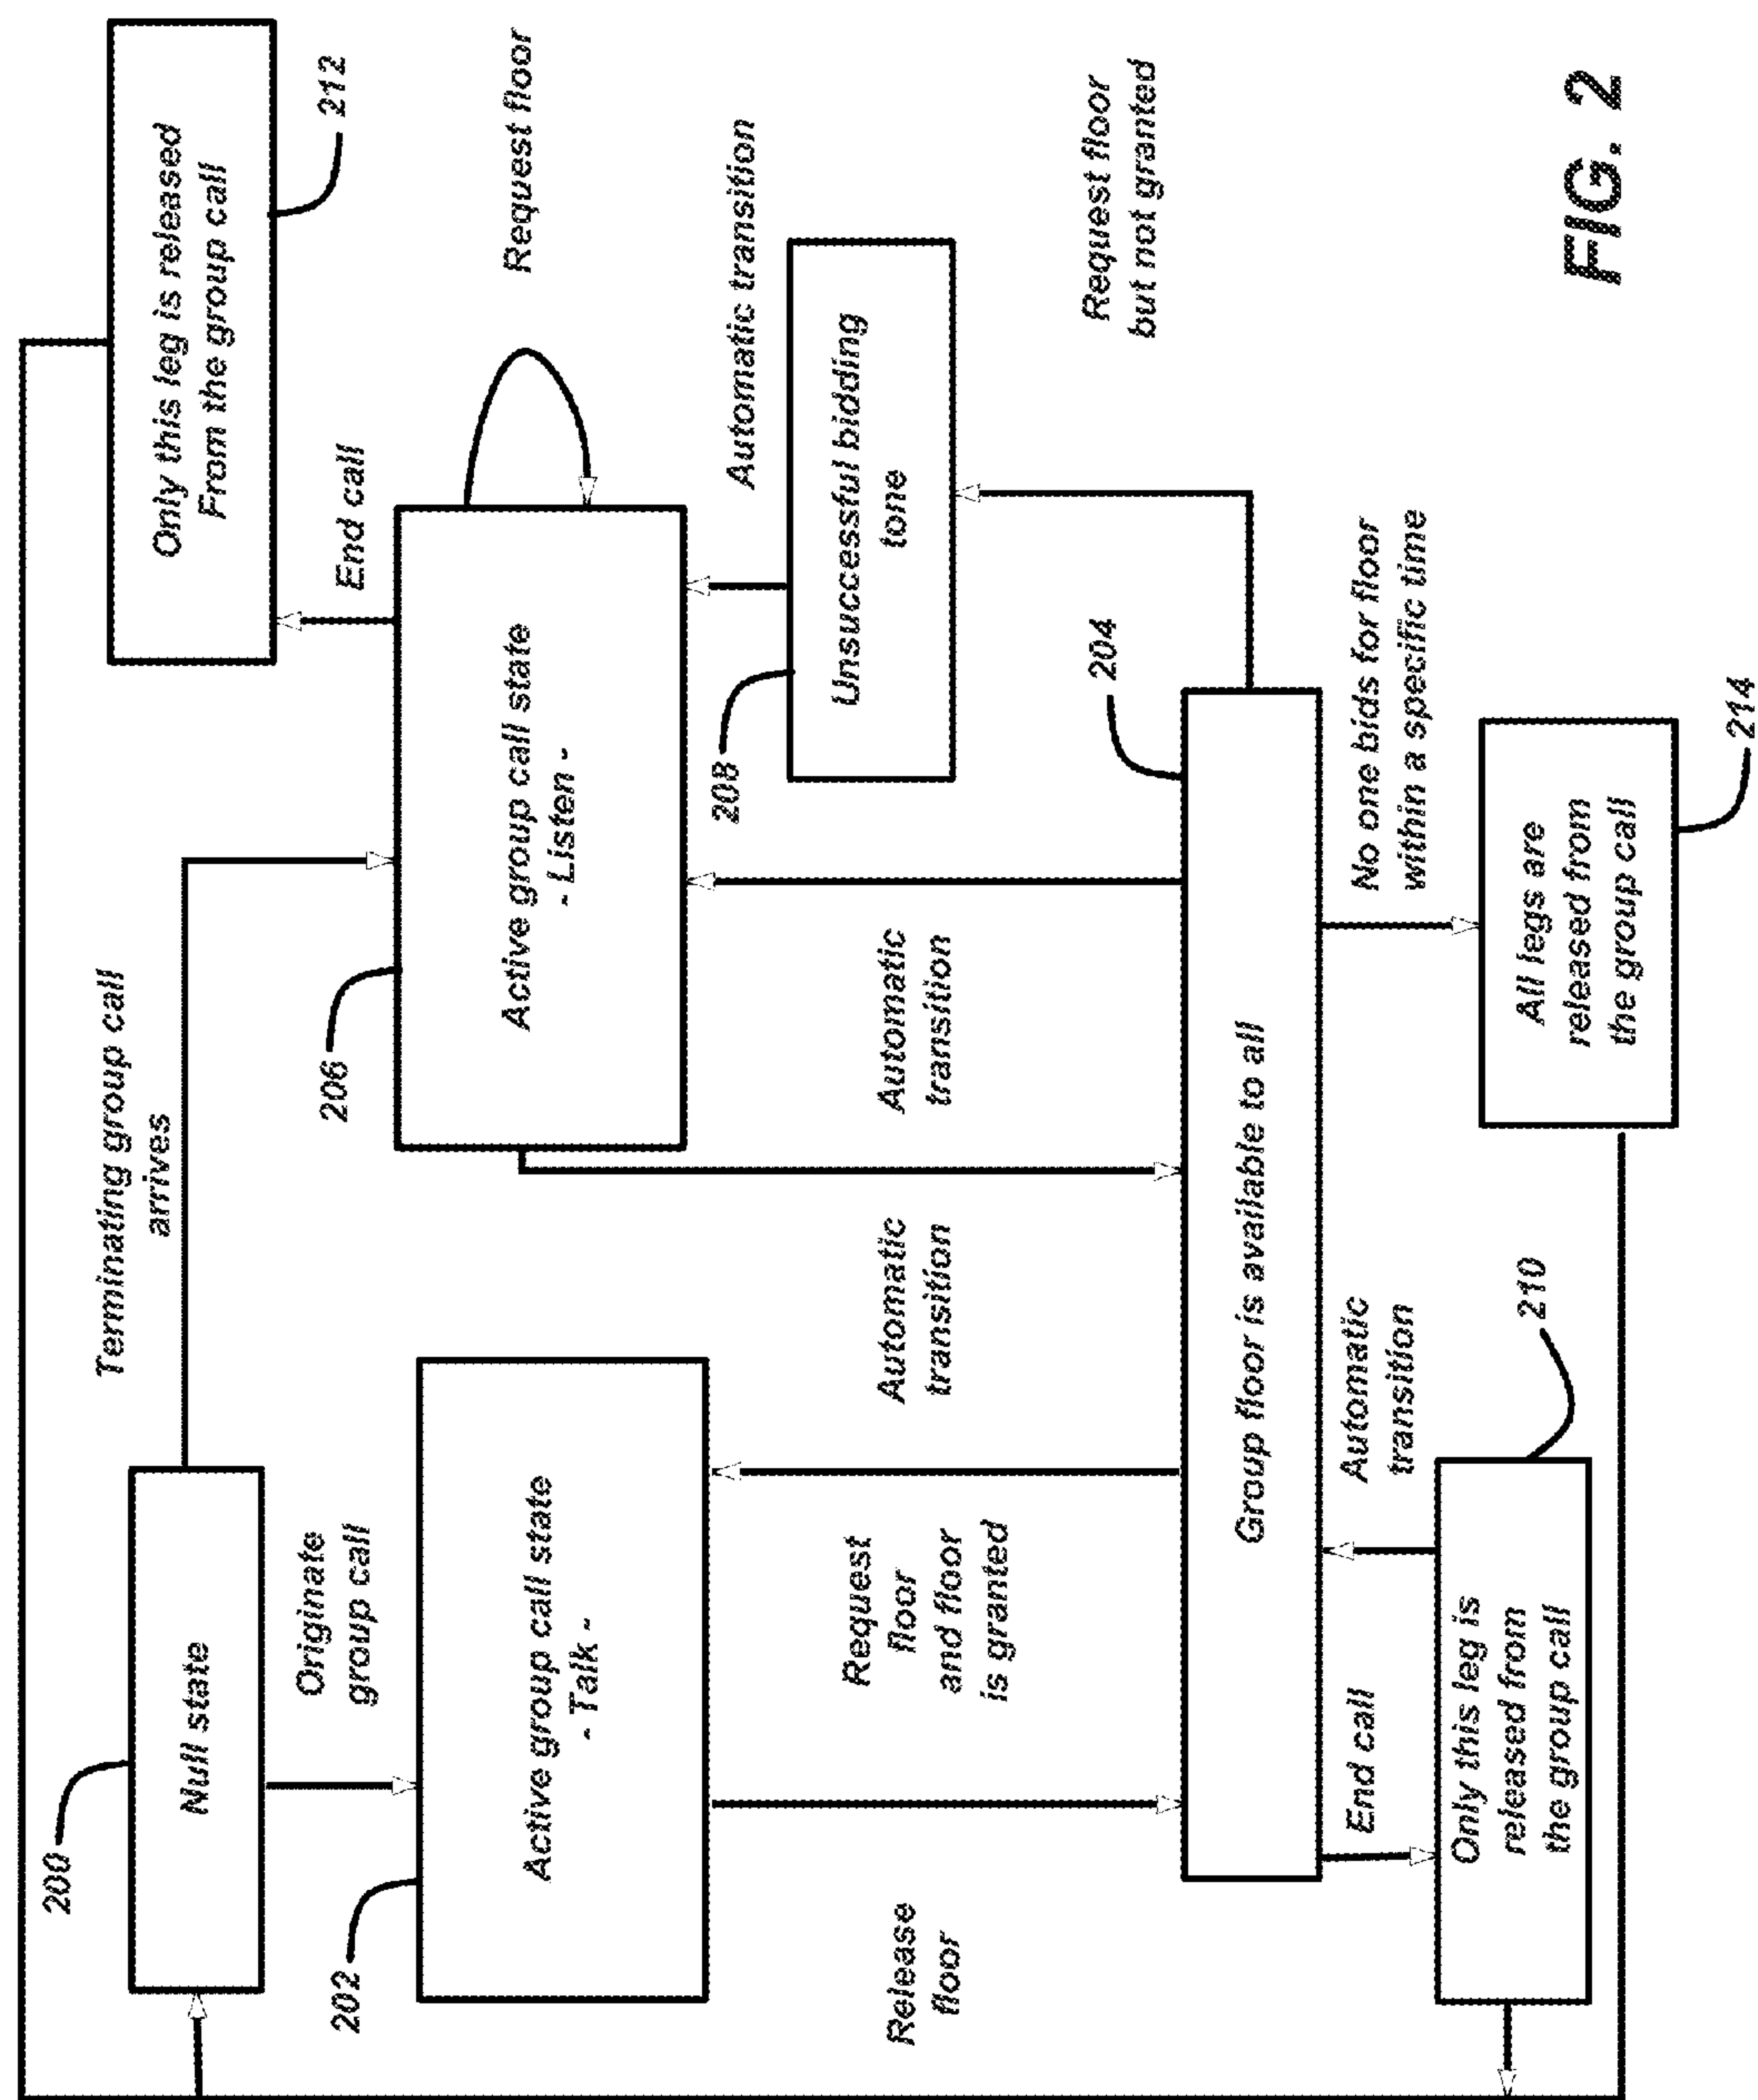 200
Null state
Terminating group call
arrives
Only this leg is released
From the group call
212
Originate
group call
End call
202
Active group call state
- Talk -
206
Active group call state
- Listen -
Request floor
Release
floor
Request
floor
and floor
is granted
Automatic
transition
Automatic
transition
Automatic transition
208
Unsuccessful bidding
tone
204
Request floor
but not granted
Group floor is available to all
End call
Automatic
transition
No one bids for floor
within a specific time
Only this leg is
released from
the group call
210
All legs are
released from
the group call
214
FIG. 2